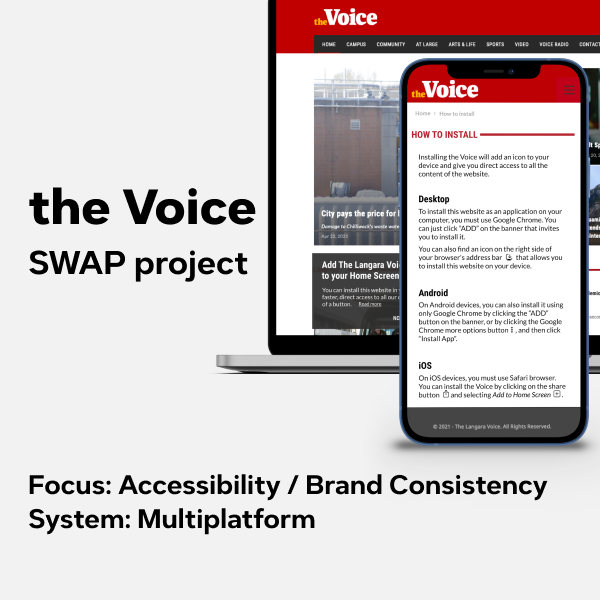 theVoice
HOME CAMPUS COMMUNITY AT LARGE ARTS & LIFE SPORTS VIDEO VOICE RADIO CONTACT
theVoice
Home › How to install
HOW TO INSTALL
Installing the Voice will add an icon to your
device and give you direct access to all the
content of the website.
Desktop
To install this website as an application on your
computer, you must use Google Chrome. You
can just click "ADD" on the banner that invites
you to install it.
You can also find an icon on the right side of
your browser's address bar that allows you
to install this website on your device.
Android
On Android devices, you can also install it using
only Google Chrome by clicking the "ADD"
button on the banner, or by clicking the Google
Chrome more options button , and then click
"Install App".
iOS
On iOS devices, you must use Safari browser.
You can install the Voice by clicking on the share
button and selecting Add to Home Screen .
© 2021 - The Langara Voice. All Rights Reserved.
City pays the price for
Damage to Chilliwack's waste
Add The Langara Voi
to your Home Screen
You can install this website in
faster, direct access to all our
of a button. Read more
NO
the Voice
SWAP project
Focus: Accessibility / Brand Consistency
System: Multiplatform